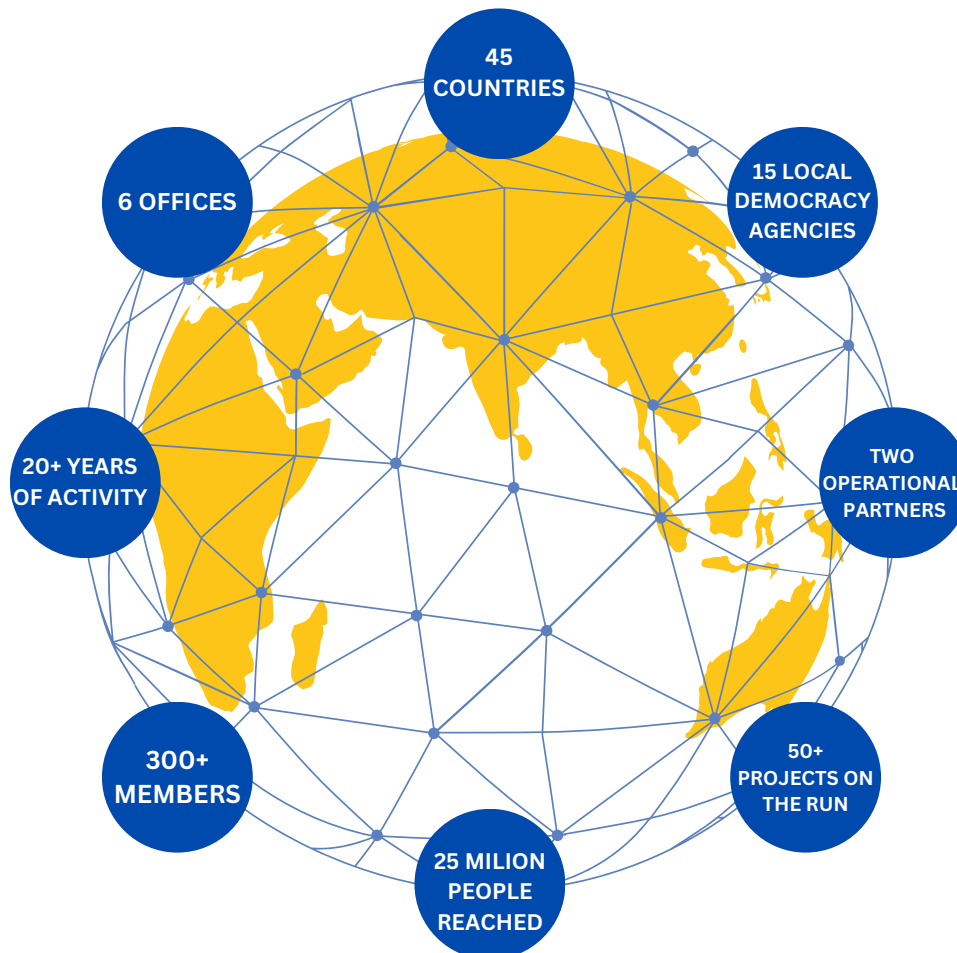 45
COUNTRIES
15 LOCAL
DEMOCRACY
AGENCIES
TWO
OPERATIONAL
PARTNERS
50+
PROJECTS ON
THE RUN
25 MILION
PEOPLE
REACHED
300+
MEMBERS
20+ YEARS
OF ACTIVITY
6 OFFICES